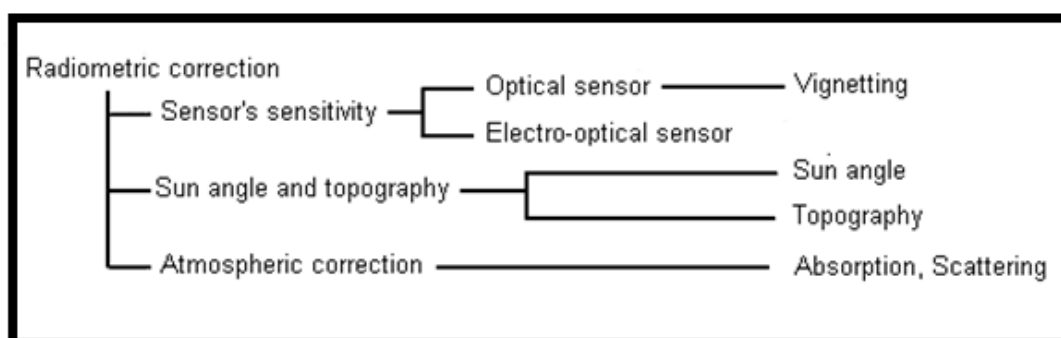 Radiometric correction
Sensor's sensitivity
Optical sensor
Vignetting
Electro-optical sensor
Sun angle and topography
Sun angle
Topography
Atmospheric correction
Absorption, Scattering